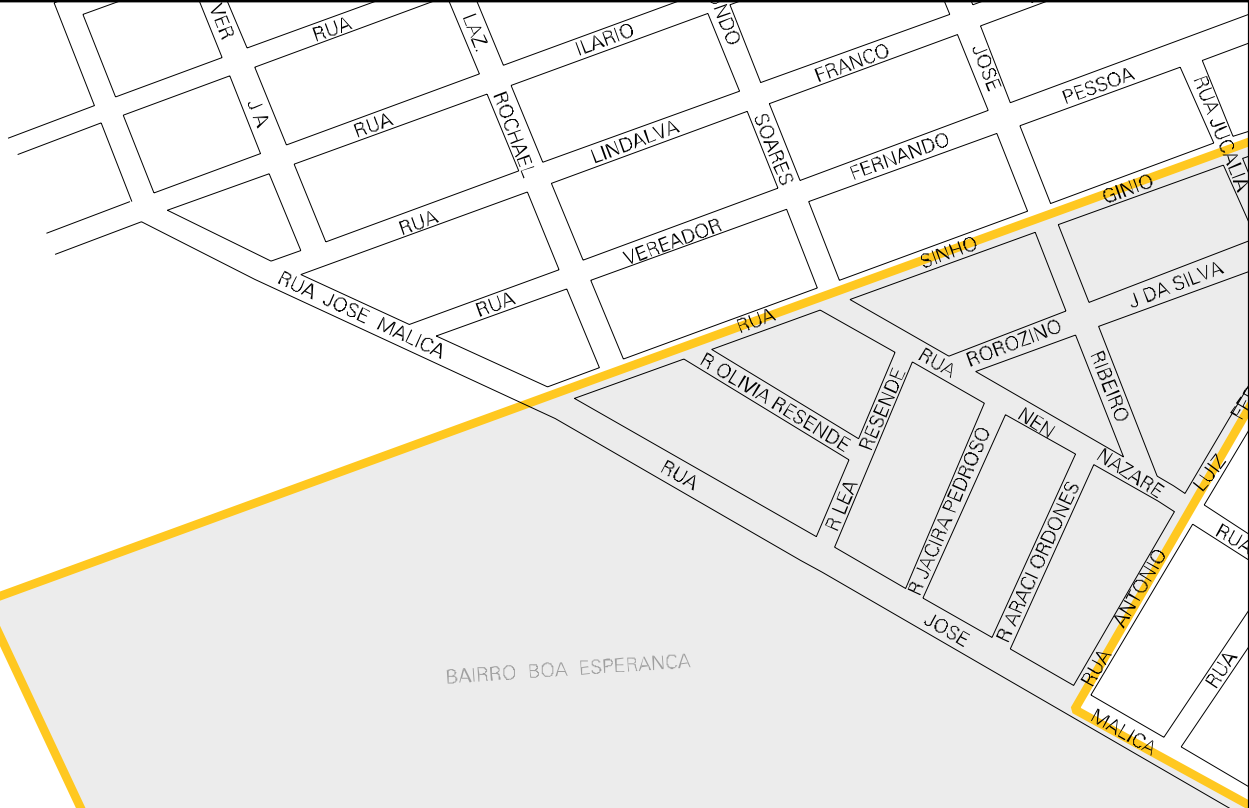 VER
RUA
LAZ.
ILARIO
NDO
FRANCO
JOSE
PESSOA
RUA JUCALIA
J A
RUA
ROCHAEL
LINDALVA
SOARES
FERNANDO
GINIO
RUA
VEREADOR
SINHO
J DA SILVA
RUA JOSE MALICA
RUA
RUA
ROROZINO
RUA
RIBEIRO
R OLIVIA RESENDE
RESENDE
NEN
NAZARE
LUIZ
RUA
R LEA
R JACIRA PEDROSO
R ARACI ORDONES
RUA
ANTONIO
JOSE
BAIRRO BOA ESPERANCA
RUA
RUA
MALICA